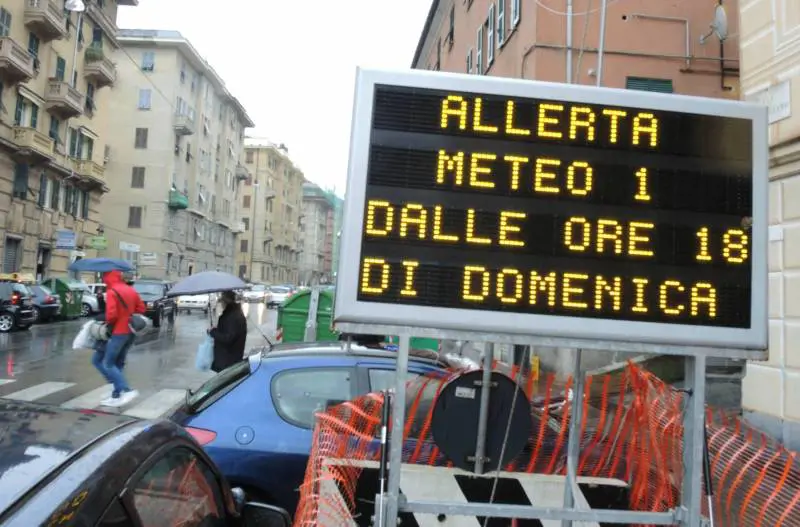 ALLERTA
METEO 1
DALLE ORE 18
DI DOMENICA